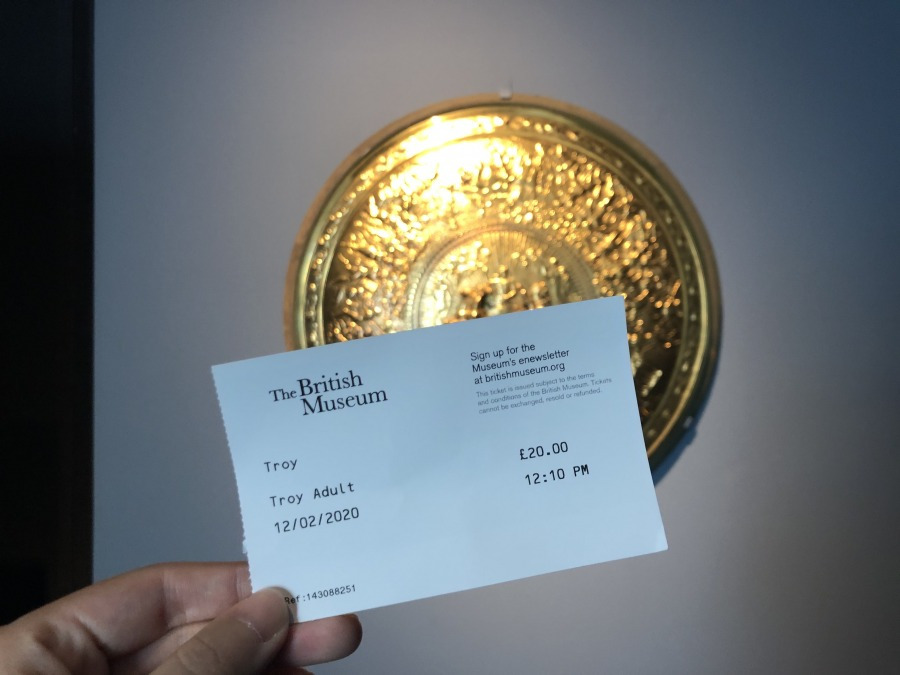 The British
Museum
Sign up for the
Museum's enewsletter
at britishmuseum.org
This ticket is issued subject to the terms
and conditions of the British Museum. Tickets
cannot be exchanged, resold or refunded.
Troy
£20.00
Troy Adult
12:10 PM
12/02/2020
Ref:143088251